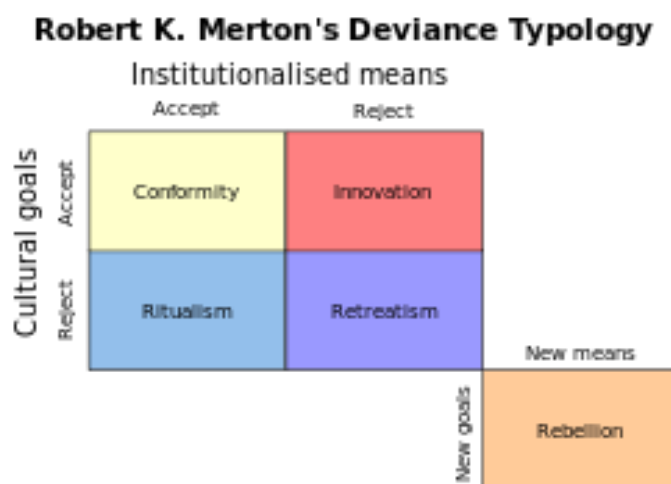 Robert K. Merton's Deviance Typology
Institutionalised means
Accept Reject
Cultural goals
Accept
Conformity Innovation
Reject
Ritualism Retreatism
New means
New goals
Rebellion